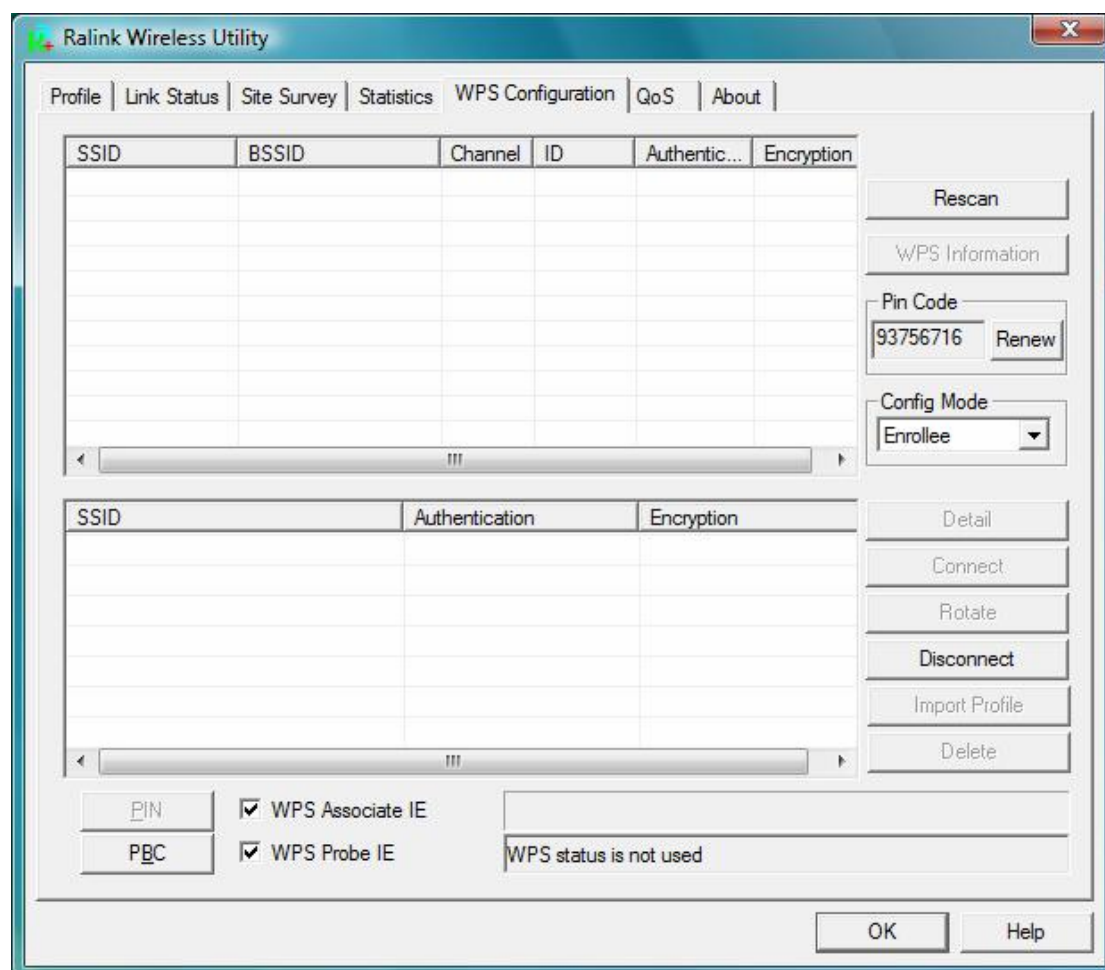 Ralink Wireless Utility
Profile Link Status Site Survey Statistics WPS Configuration QoS About
SSID BSSID Channel ID Authentic... Encryption
Rescan
WPS Information
Pin Code
93756716 Renew
Config Mode
Enrollee
SSID Authentication Encryption
Detail
Connect
Rotate
Disconnect
Import Profile
Delete
PIN WPS Associate IE
PBC WPS Probe IE WPS status is not used
OK Help